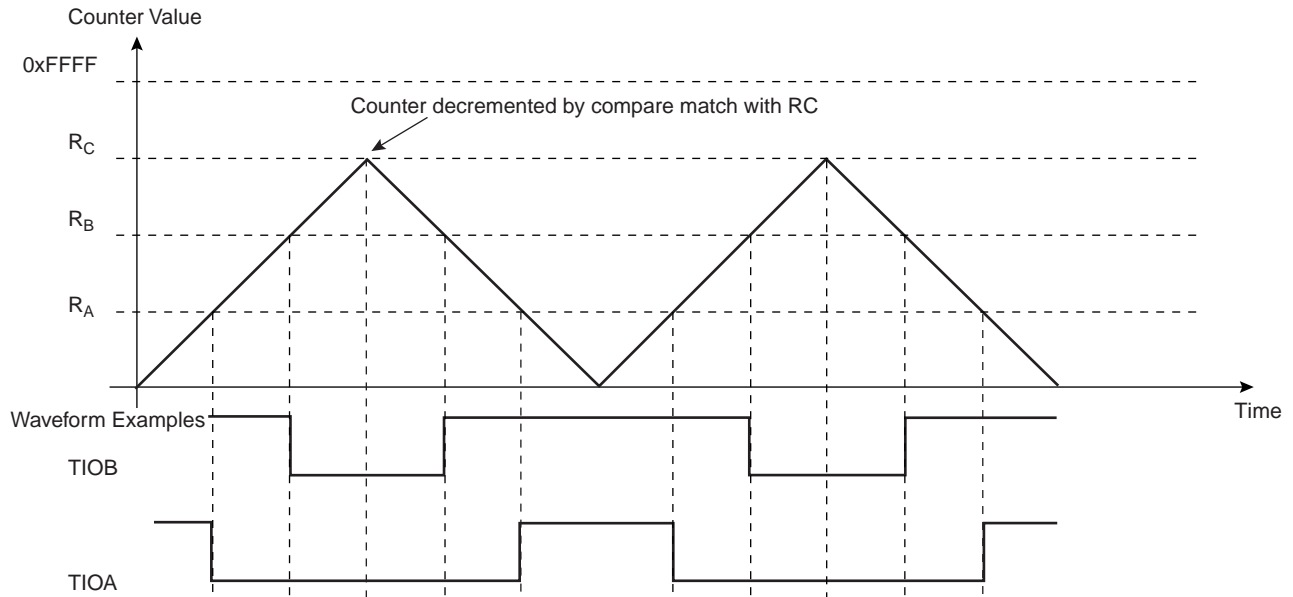 Counter Value
0xFFFF
Counter decremented by compare match with RC
RC
RB
RA
Time
Waveform Examples
TIOB
TIOA